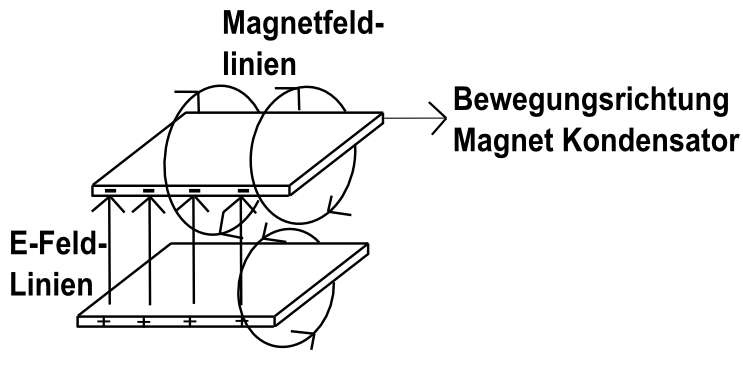 Magnetfeld-
linien
Bewegungsrichtung
Magnet Kondensator
- - - -
E-Feld-
Linien
+ + + +